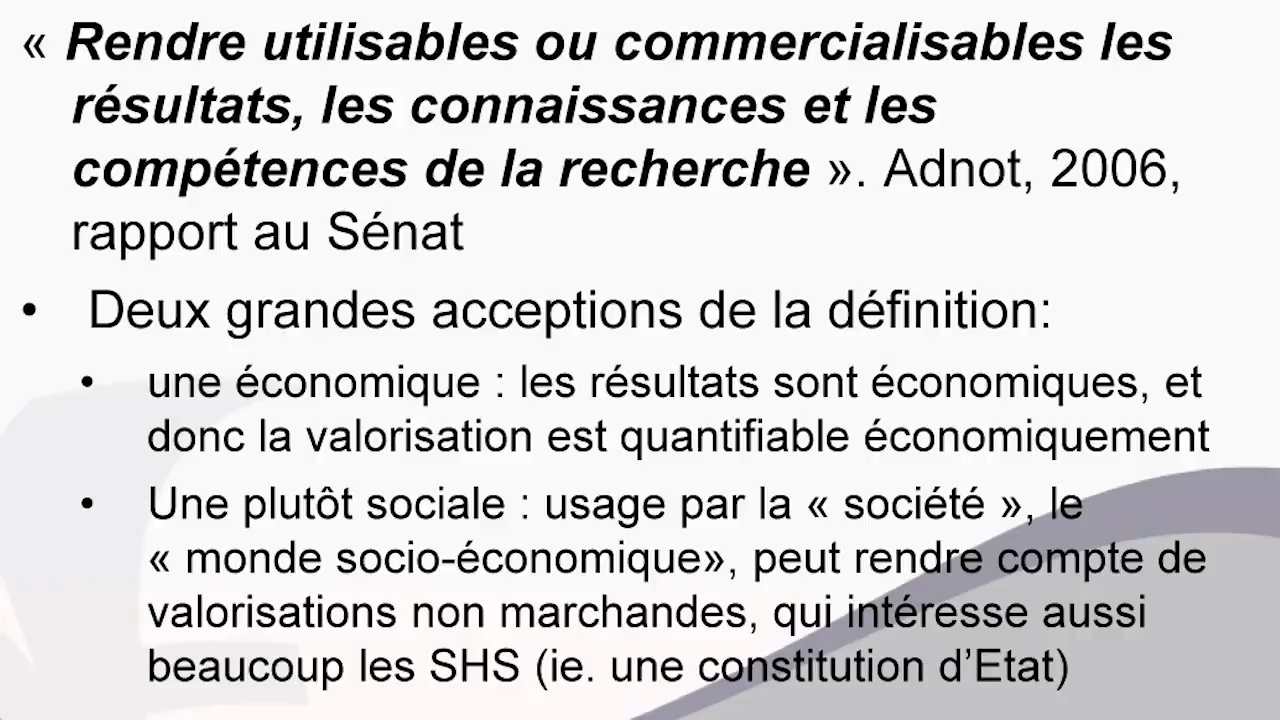 « Rendre utilisables ou commercialisables les
résultats, les connaissances et les
compétences de la recherche ». Adnot, 2006,
rapport au Sénat
• Deux grandes acceptions de la définition:
• une économique : les résultats sont économiques, et
donc la valorisation est quantifiable économiquement
• Une plutôt sociale : usage par la « société », le
« monde socio-économique», peut rendre compte de
valorisations non marchandes, qui intéresse aussi
beaucoup les SHS (ie. une constitution d’Etat)